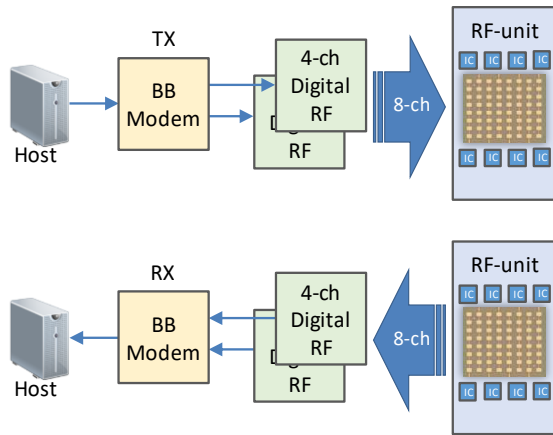 TX
RF-unit
IC IC IC IC
4-ch
Digital
RF
BB
Modem
RF
8-ch
Host
IC IC IC IC
RX
RF-unit
IC IC IC IC
4-ch
Digital
RF
BB
Modem
RF
8-ch
Host
IC IC IC IC